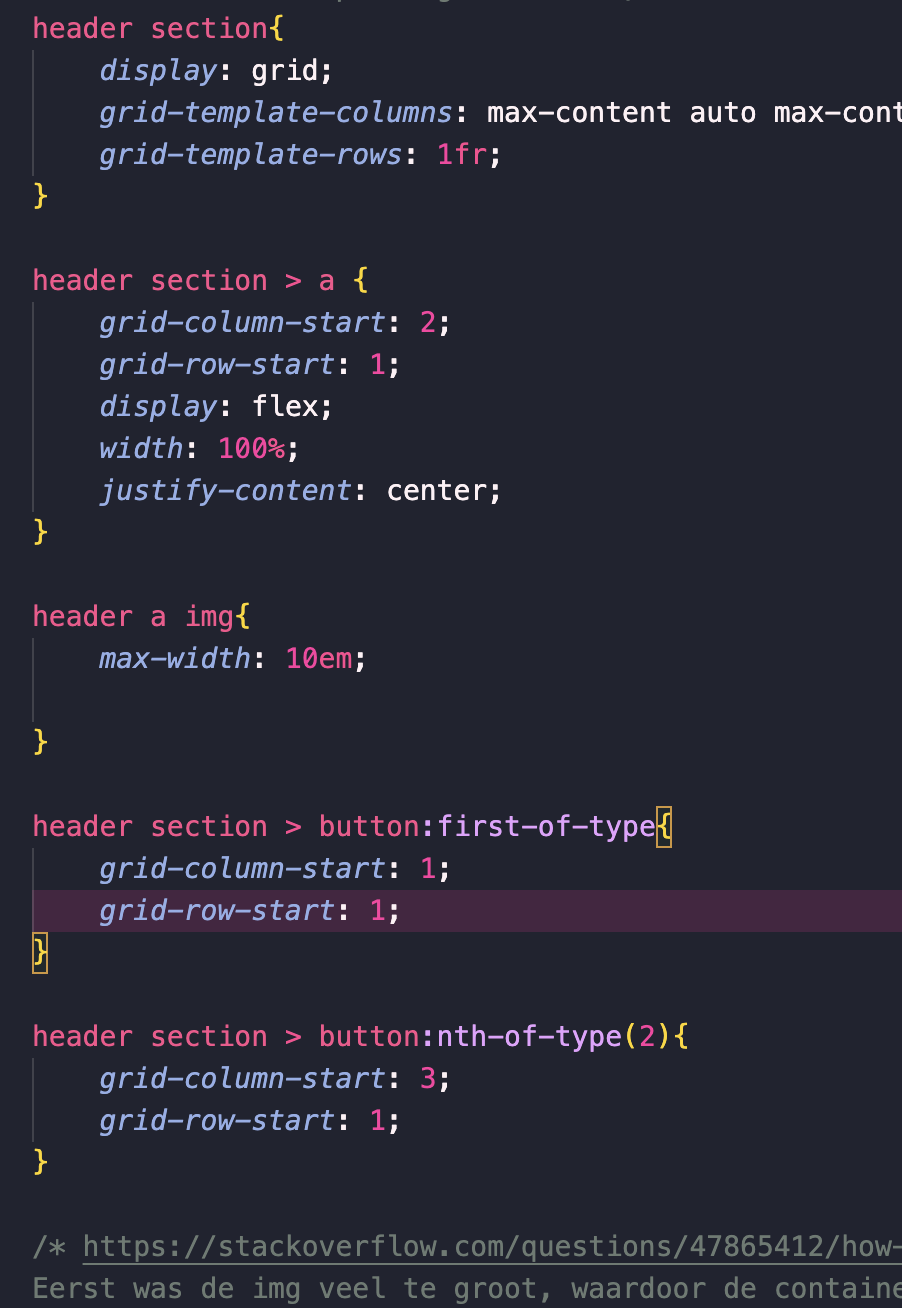 header section{
    display: grid;
    grid-template-columns: max-content auto max-cont
    grid-template-rows: 1fr;
}
header section > a {
    grid-column-start: 2;
    grid-row-start: 1;
    display: flex;
    width: 100%;
    justify-content: center;
}
header a img{
    max-width: 10em;
}
header section > button:first-of-type{
    grid-column-start: 1;
    grid-row-start: 1;
}
header section > button:nth-of-type(2){
    grid-column-start: 3;
    grid-row-start: 1;
}
/* https://stackoverflow.com/questions/47865412/how-
Eerst was de img veel te groot, waardoor de containe